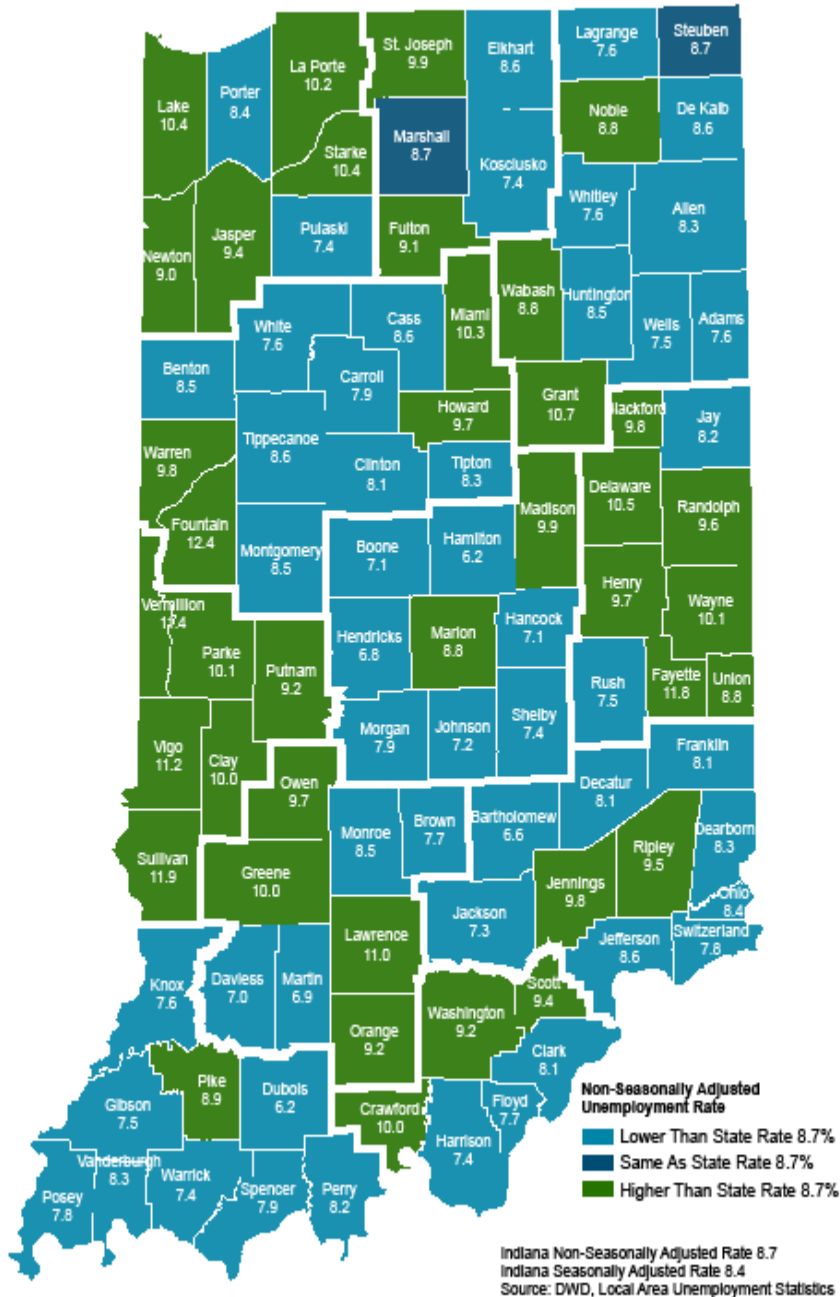 St. Joseph
9.9
Elkhart
8.6
Lagrange
7.6
Steuben
8.7
La Porte
10.2
Porter
8.4
Lake
10.4
Noble
8.8
De Kalb
8.6
Marshall
8.7
Starke
10.4
Kosciusko
7.4
Whitley
7.6
Allen
8.3
Pulaski
7.4
Fulton
9.1
Jasper
9.4
Newton
9.0
Wabash
8.8
Huntington
8.5
Miami
10.3
Cass
8.6
White
7.6
Wells
7.5
Adams
7.6
Benton
8.5
Carroll
7.9
Grant
10.7
Howard
9.7
Blackford
9.8
Jay
8.2
Tippecanoe
8.6
Warren
9.8
Clinton
8.1
Tipton
8.3
Delaware
10.5
Randolph
9.6
Madison
9.9
Fountain
12.4
Hamilton
6.2
Boone
7.1
Montgomery
8.5
Henry
9.7
Wayne
10.1
Vermillion
Hancock
7.1
Hendricks
6.8
Marion
8.8
Parke
10.1
Putnam
9.2
Rush
7.5
Fayette
11.8
Union
8.8
Shelby
7.4
Morgan
7.9
Johnson
7.2
Vigo
11.2
Clay
10.0
Franklin
8.1
Owen
9.7
Decatur
8.1
Monroe
8.5
Brown
7.7
Bartholomew
6.6
Dearborn
8.3
Ripley
9.5
Sullivan
11.9
Greene
10.0
Jennings
9.8
Ohio
8.4
Jackson
7.3
Lawrence
11.0
Switzerland
7.8
Jefferson
8.6
Knox
7.6
Daviess
7.0
Martin
6.9
Scott
9.4
Washington
9.2
Orange
9.2
Clark
8.1
Pike
8.9
Dubois
6.2
Gibson
7.5
Crawford
10.0
Floyd
7.7
Harrison
7.4
Vanderburgh
8.3
Warrick
7.4
Posey
7.8
Spencer
7.9
Perry
8.2
Non-Seasonally Adjusted
Unemployment Rate
Lower Than State Rate 8.7%
Same As State Rate 8.7%
Higher Than State Rate 8.7%
Indiana Non-Seasonally Adjusted Rate 8.7
Indiana Seasonally Adjusted Rate 8.4
Source: DWD, Local Area Unemployment Statistics